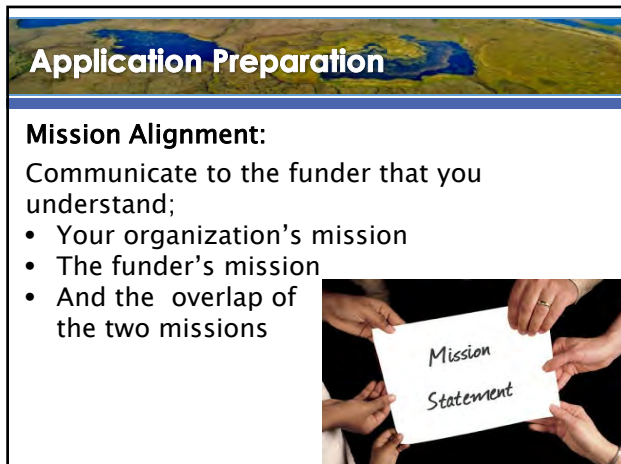 Application Preparation
Mission Alignment:
Communicate to the funder that you
understand;
• Your organization's mission
• The funder's mission
• And the overlap of
the two missions
Mission
Statement